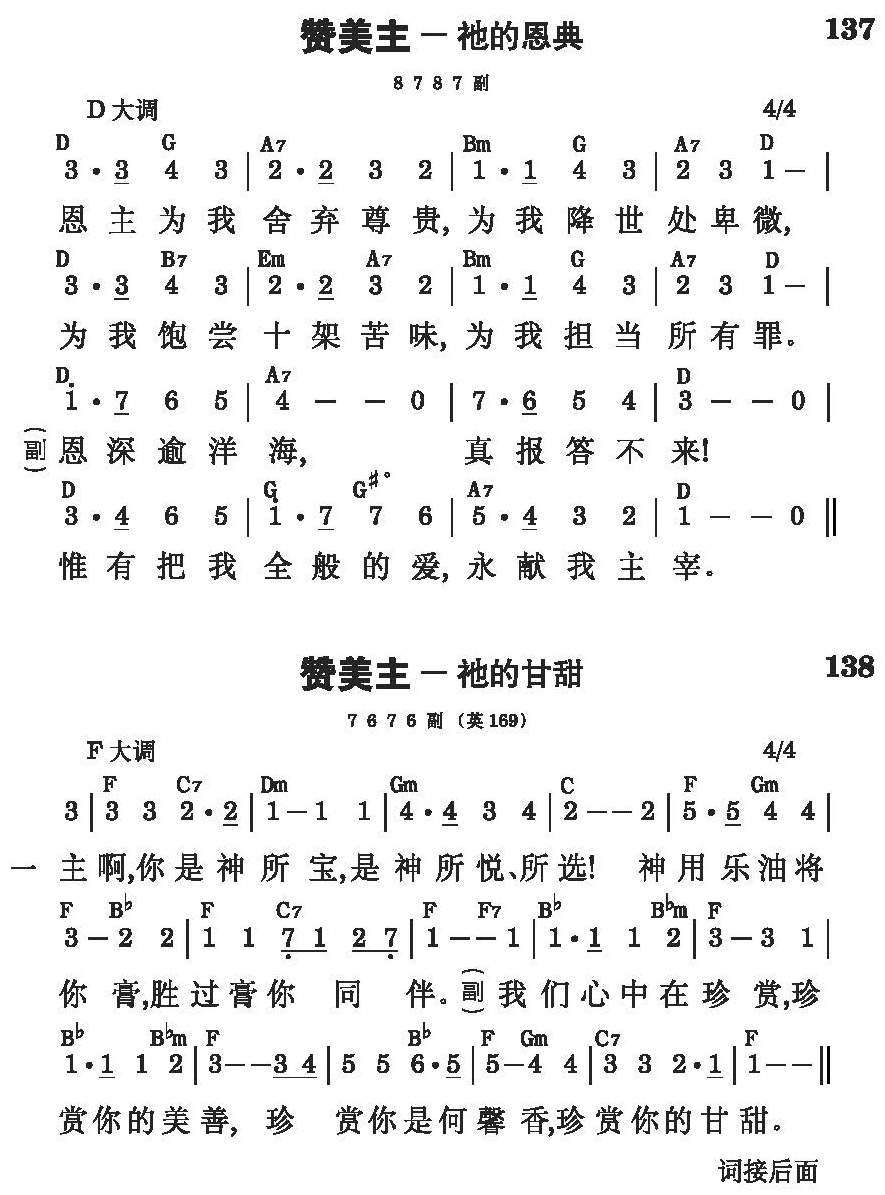 赞美主－祂的恩典 137
8 7 8 7 副
D 大调 4/4
D G A7 Bm G A7 D
3 · 3 4 3 | 2 · 2 3 2 | 1 · 1 4 3 | 2 3 1 － |
恩主为我舍弃尊贵,为我降世处卑微,
D B7 Em A7 Bm G A7 D
3 · 3 4 3 | 2 · 2 3 2 | 1 · 1 4 3 | 2 3 1 － |
为我饱尝十架苦味,为我担当所有罪。
D A7 D
1̇ · 7 6 5 | 4 － － 0 | 7 · 6 5 4 | 3 － － 0 |
(副) 恩深逾洋海, 真报答不来!
D G G♯° A7 D
3 · 4 6 5 | 1̇ · 7 7 6 | 5 · 4 3 2 | 1 － － 0 ‖
惟有把我全般的爱,永献我主宰。
赞美主－祂的甘甜 138
7 6 7 6 副 (英169)
F 大调 4/4
F C7 Dm Gm C F Gm
3 | 3 3 2 · 2 | 1 － 1 1 | 4 · 4 3 4 | 2 － － 2 | 5 · 5 4 4 |
一 主啊,你是神所宝,是神所悦、所选! 神用乐油将
F B♭ F C7 F F7 B♭ B♭m F
3 － 2 2 | 1 1 7̣ 1 2 7̣ | 1 － － 1 | 1 · 1 1 2 | 3 － 3 1 |
你膏,胜过膏你同伴。(副) 我们心中在珍赏,珍
B♭ B♭m F B♭ F Gm C7 F
1 · 1 1 2 | 3 － － 3 4 | 5 5 6 · 5 | 5 － 4 4 | 3 3 2 · 1 | 1 － － ‖
赏你的美善, 珍赏你是何馨香,珍赏你的甘甜。
词接后面